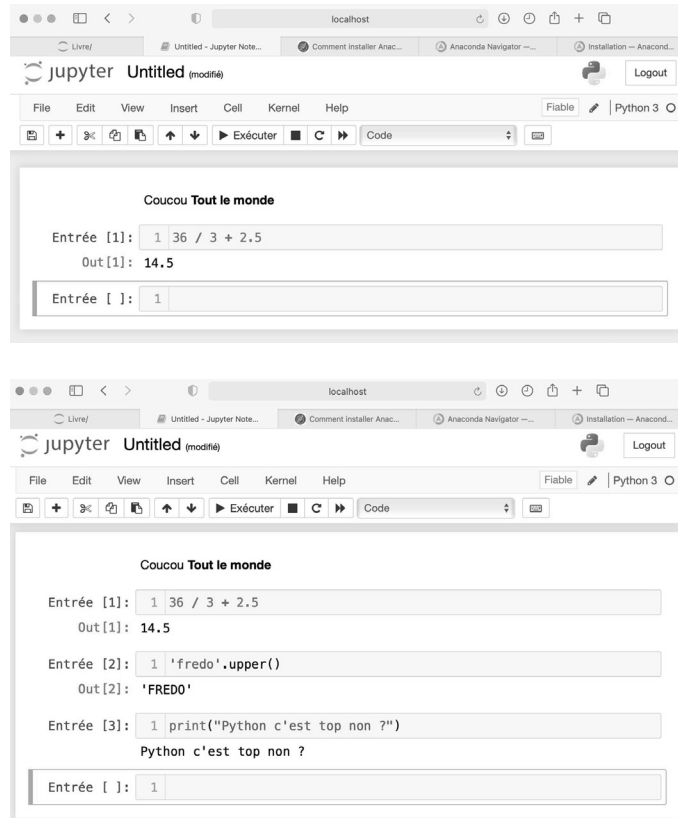 localhost
Livre/
Untitled - Jupyter Note...
Comment installer Anac...
Anaconda Navigator —...
Installation — Anacond...
jupyter Untitled (modifié)
Logout
File Edit View Insert Cell Kernel Help
Fiable
Python 3
Exécuter
Code
Coucou Tout le monde
Entrée [1]: 1 36 / 3 + 2.5
Out[1]: 14.5
Entrée [ ]: 1
localhost
Livre/
Untitled - Jupyter Note...
Comment installer Anac...
Anaconda Navigator —...
Installation — Anacond...
jupyter Untitled (modifié)
Logout
File Edit View Insert Cell Kernel Help
Fiable
Python 3
Exécuter
Code
Coucou Tout le monde
Entrée [1]: 1 36 / 3 + 2.5
Out[1]: 14.5
Entrée [2]: 1 'fredo'.upper()
Out[2]: 'FREDO'
Entrée [3]: 1 print("Python c'est top non ?")
Python c'est top non ?
Entrée [ ]: 1